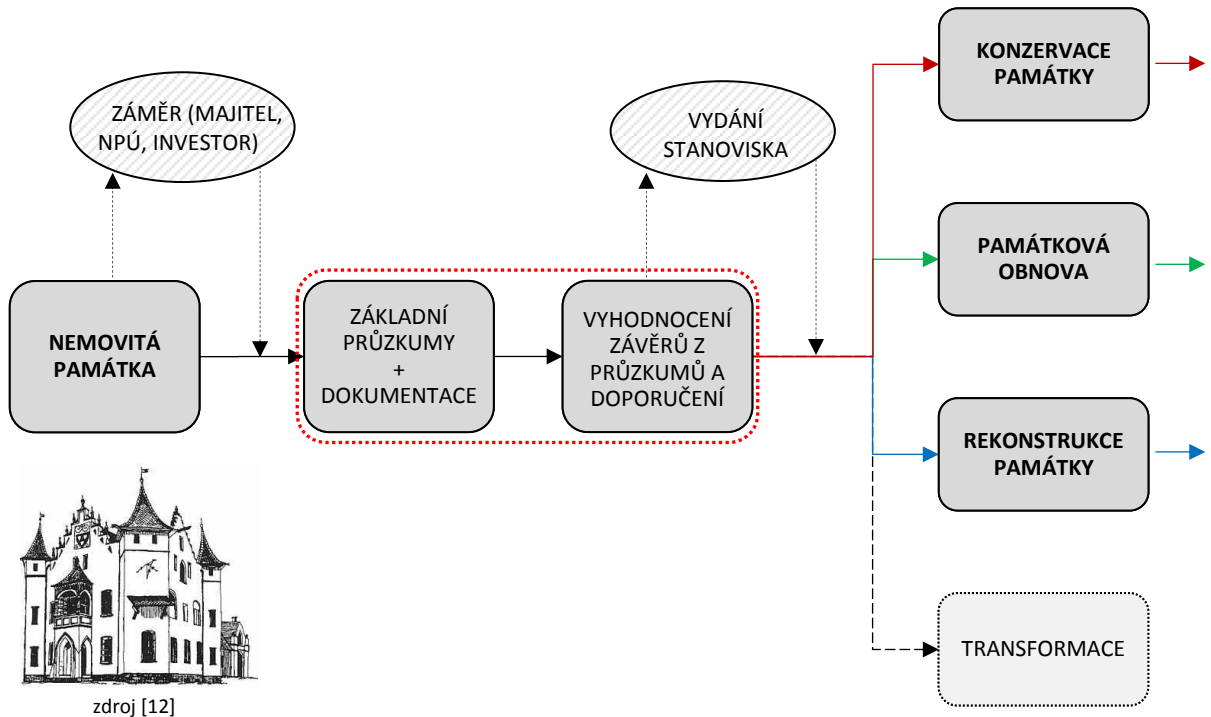 ZÁMĚR (MAJITEL,
NPÚ, INVESTOR)
VYDÁNÍ
STANOVISKA
NEMOVITÁ
PAMÁTKA
ZÁKLADNÍ
PRŮZKUMY
+
DOKUMENTACE
VYHODNOCENÍ
ZÁVĚRŮ Z
PRŮZKUMŮ A
DOPORUČENÍ
KONZERVACE
PAMÁTKY
PAMÁTKOVÁ
OBNOVA
REKONSTRUKCE
PAMÁTKY
TRANSFORMACE
zdroj [12]